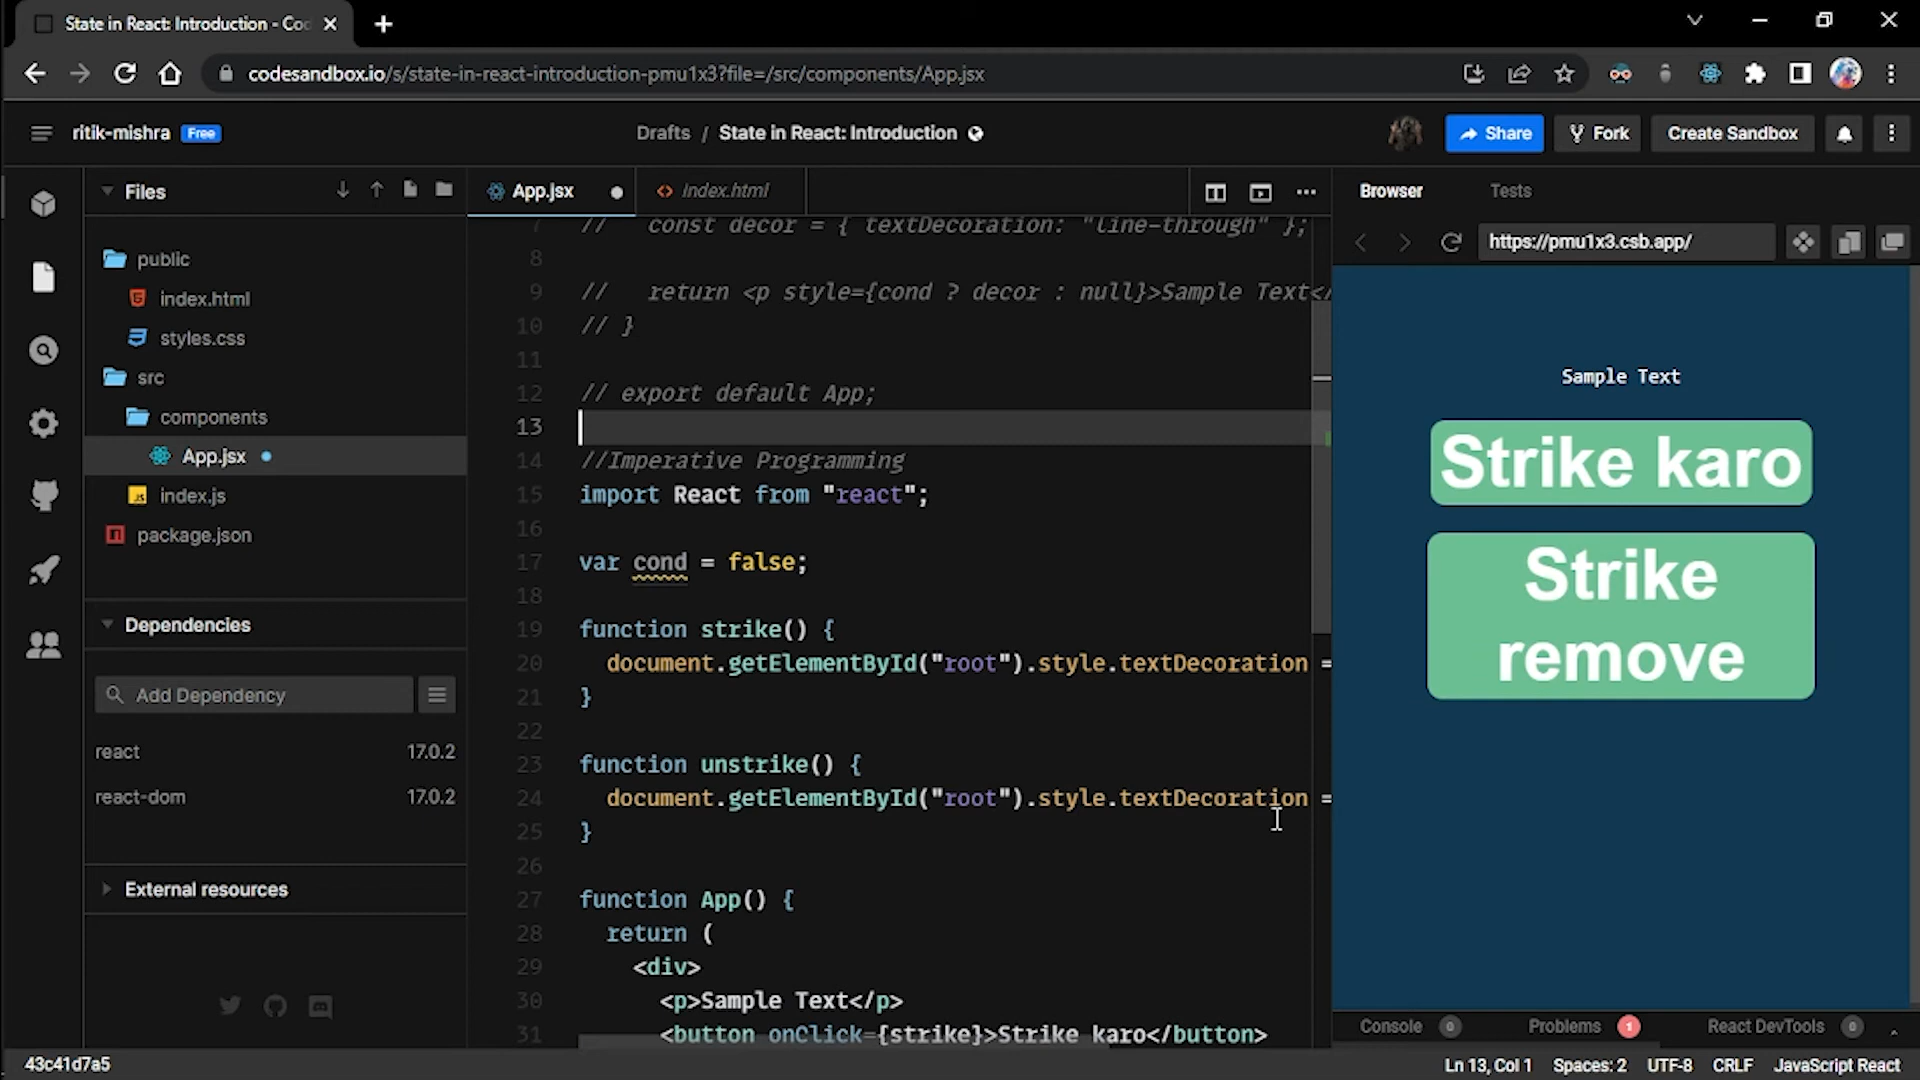 State in React: Introduction - Co
codesandbox.io/s/state-in-react-introduction-pmu1x3?file=/src/components/App.jsx
ritik-mishra Free
Drafts / State in React: Introduction
Share
Fork
Create Sandbox
Files
public
index.html
styles.css
src
components
App.jsx
index.js
package.json
Dependencies
Add Dependency
react 17.0.2
react-dom 17.0.2
External resources
App.jsx
index.html
7 // const decor = { textDecoration: "line-through" };
8
9 // return <p style={cond ? decor : null}>Sample Text</
10 // }
11
12 // export default App;
13
14 //Imperative Programming
15 import React from "react";
16
17 var cond = false;
18
19 function strike() {
20 document.getElementById("root").style.textDecoration =
21 }
22
23 function unstrike() {
24 document.getElementById("root").style.textDecoration =
25 }
26
27 function App() {
28 return (
29 <div>
30 <p>Sample Text</p>
31 <button onClick={strike}>Strike karo</button>
Browser
Tests
https://pmu1x3.csb.app/
Sample Text
Strike karo
Strike
remove
Console 0
Problems 1
React DevTools 0
43c41d7a5
Ln 13, Col 1
Spaces: 2
UTF-8
CRLF
JavaScript React